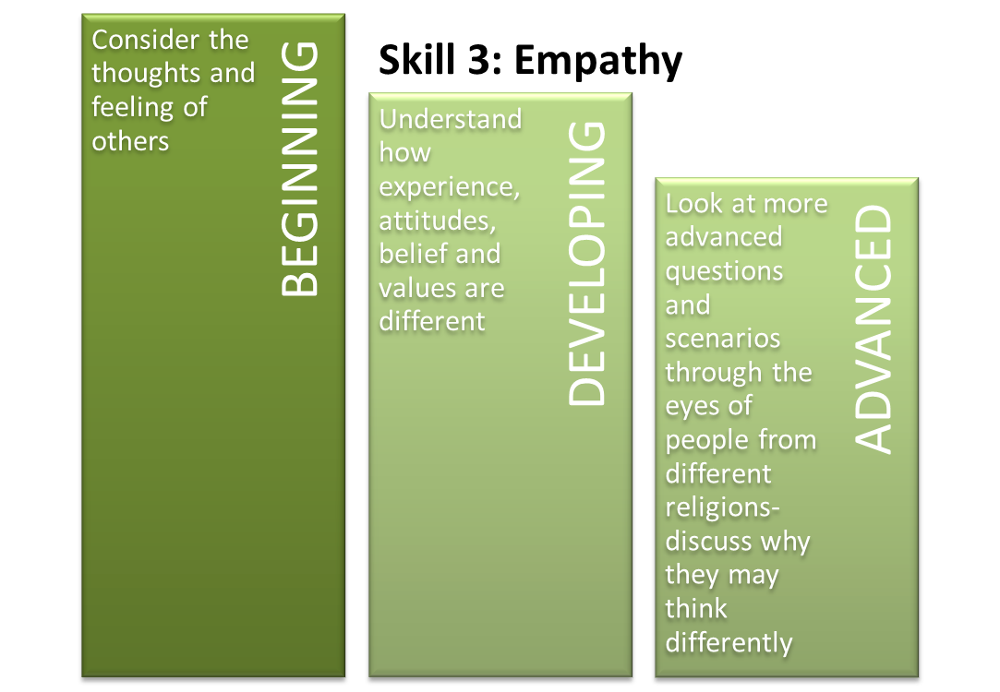 Skill 3: Empathy
Consider the
thoughts and
feeling of
others
BEGINNING
Understand
how
experience,
attitudes,
belief and
values are
different
DEVELOPING
Look at more
advanced
questions
and
scenarios
through the
eyes of
people from
different
religions-
discuss why
they may
think
differently
ADVANCED